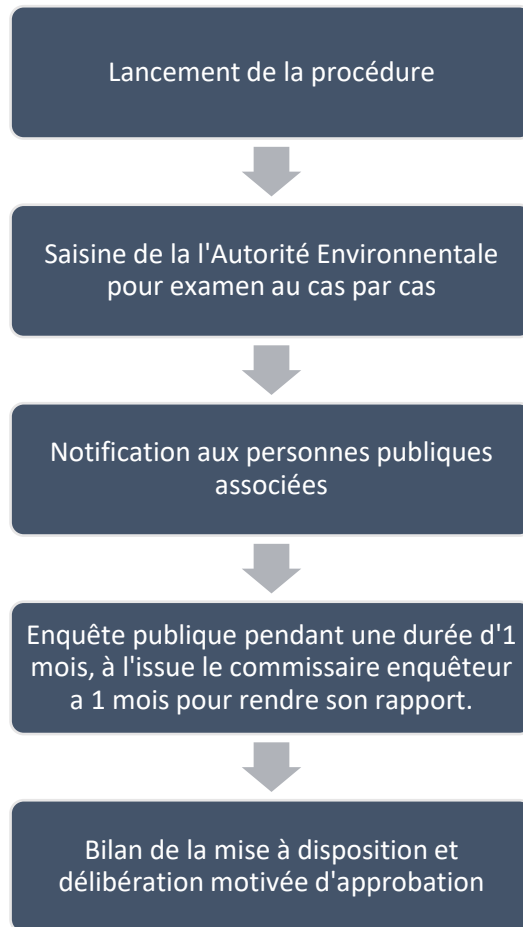 Lancement de la procédure
Saisine de la l'Autorité Environnentale
pour examen au cas par cas
Notification aux personnes publiques
associées
Enquête publique pendant une durée d'1
mois, à l'issue le commissaire enquêteur
a 1 mois pour rendre son rapport.
Bilan de la mise à disposition et
délibération motivée d'approbation